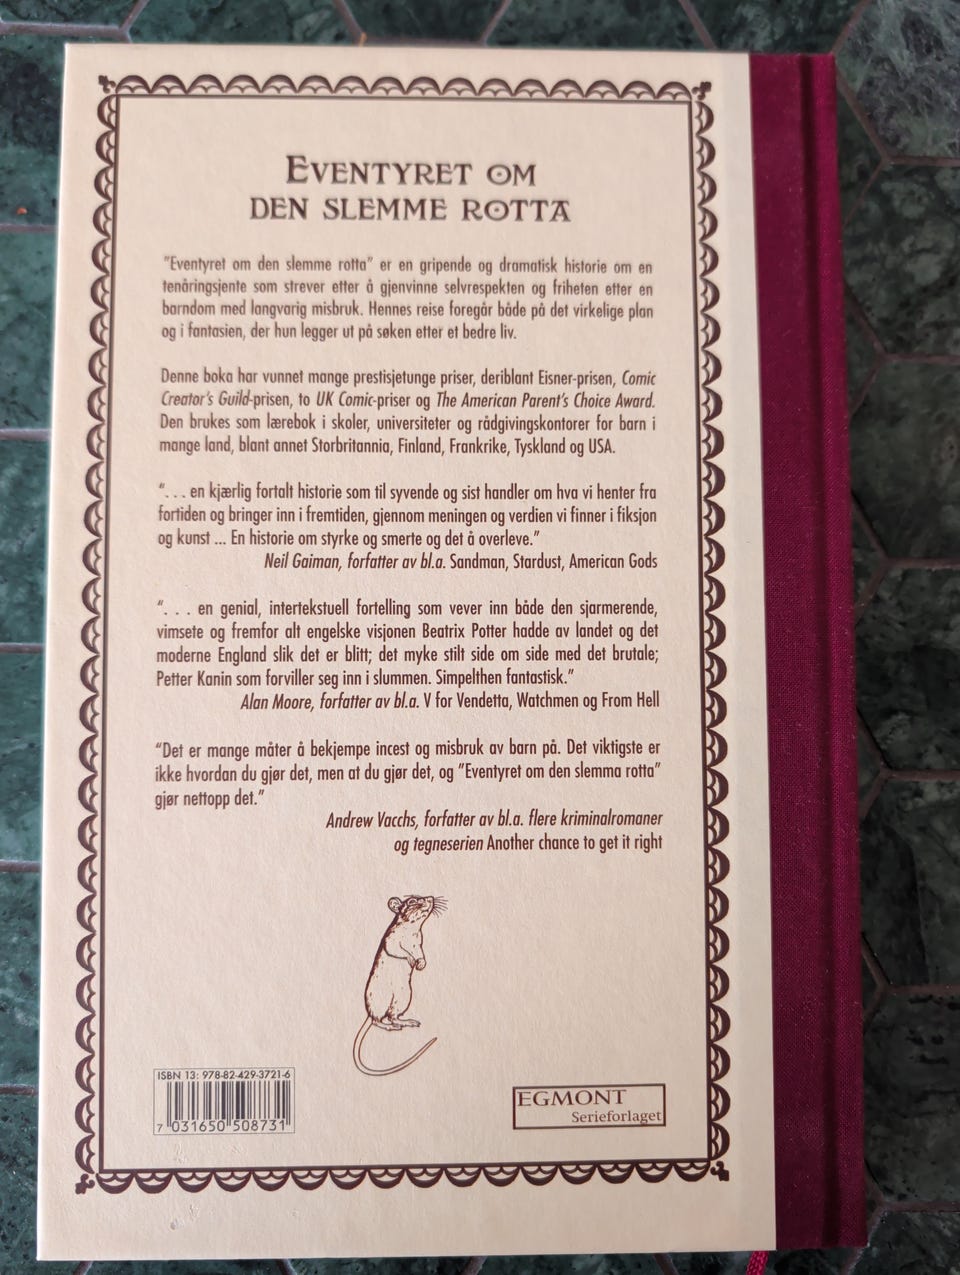 EVENTYRET OM
DEN SLEMME ROTTA
"Eventyret om den slemme rotta" er en gripende og dramatisk historie om en
tenåringsjente som strever etter å gjenvinne selvrespekten og friheten etter en
barndom med langvarig misbruk. Hennes reise foregår både på det virkelige plan
og i fantasien, der hun legger ut på søken etter et bedre liv.
Denne boka har vunnet mange prestisjetunge priser, deriblant Eisner-prisen, Comic
Creator's Guild-prisen, to UK Comic-priser og The American Parent's Choice Award.
Den brukes som lærebok i skoler, universiteter og rådgivingskontorer for barn i
mange land, blant annet Storbritannia, Finland, Frankrike, Tyskland og USA.
"... en kjærlig fortalt historie som til syvende og sist handler om hva vi henter fra
fortiden og bringer inn i fremtiden, gjennom meningen og verdien vi finner i fiksjon
og kunst ... En historie om styrke og smerte og det å overleve."
Neil Gaiman, forfatter av bl.a. Sandman, Stardust, American Gods
"... en genial, intertekstuell fortelling som vever inn både den sjarmerende,
vimsete og fremfor alt engelske visjonen Beatrix Potter hadde av landet og det
moderne England slik det er blitt; det myke stilt side om side med det brutale;
Petter Kanin som forviller seg inn i slummen. Simpelthen fantastisk."
Alan Moore, forfatter av bl.a. V for Vendetta, Watchmen og From Hell
"Det er mange måter å bekjempe incest og misbruk av barn på. Det viktigste er
ikke hvordan du gjør det, men at du gjør det, og "Eventyret om den slemma rotta"
gjør nettopp det."
Andrew Vacchs, forfatter av bl.a. flere kriminalromaner
og tegneserien Another chance to get it right
ISBN 13: 978-82-429-3721-6
7 031650 508731
EGMONT
Serieforlaget